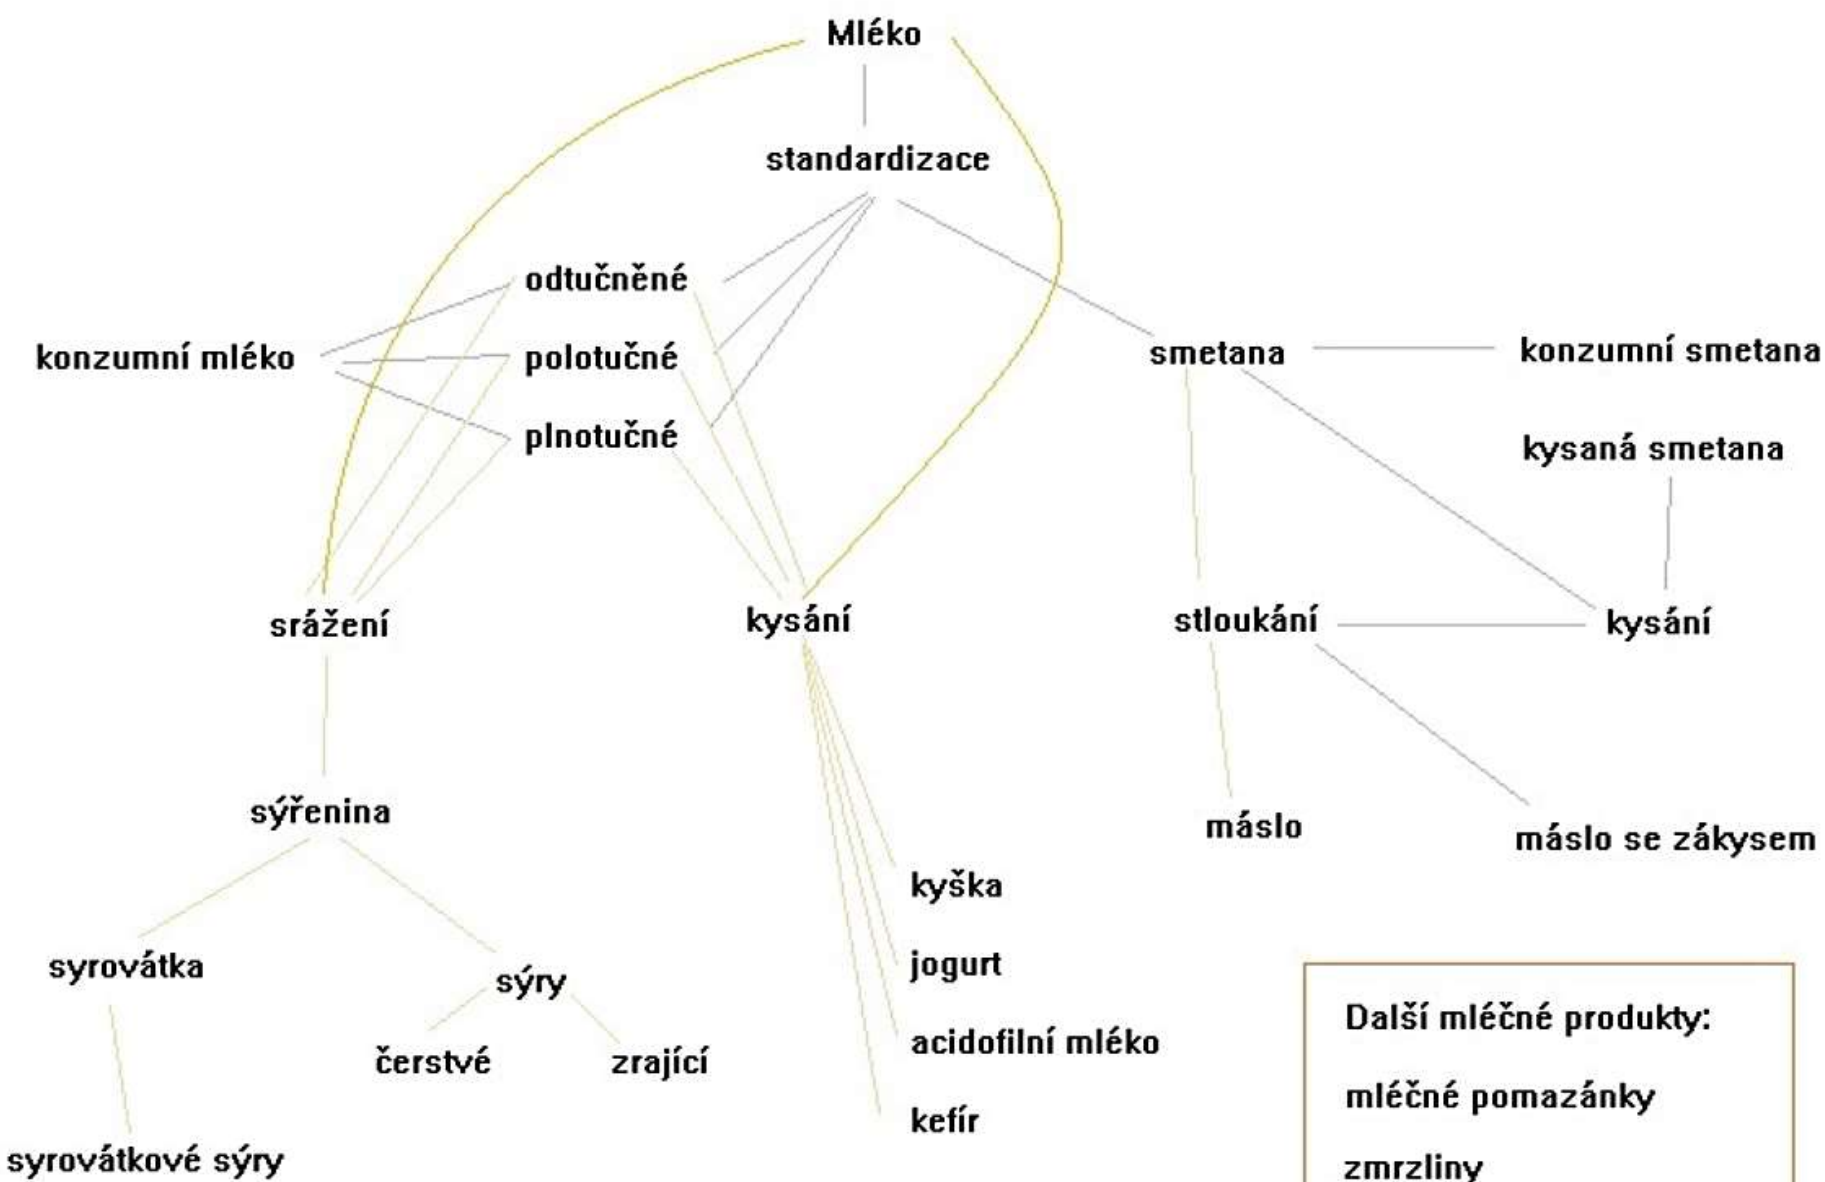 Mléko
standardizace
odtučněné
konzumní mléko
polotučné
smetana
konzumní smetana
plnotučné
kysaná smetana
srážení
kysání
stloukání
kysání
sýřenina
máslo
máslo se zákysem
kyška
syrovátka
sýry
jogurt
čerstvé
zrající
acidofilní mléko
kefír
syrovátkové sýry
Další mléčné produkty:
mléčné pomazánky
zmrzliny